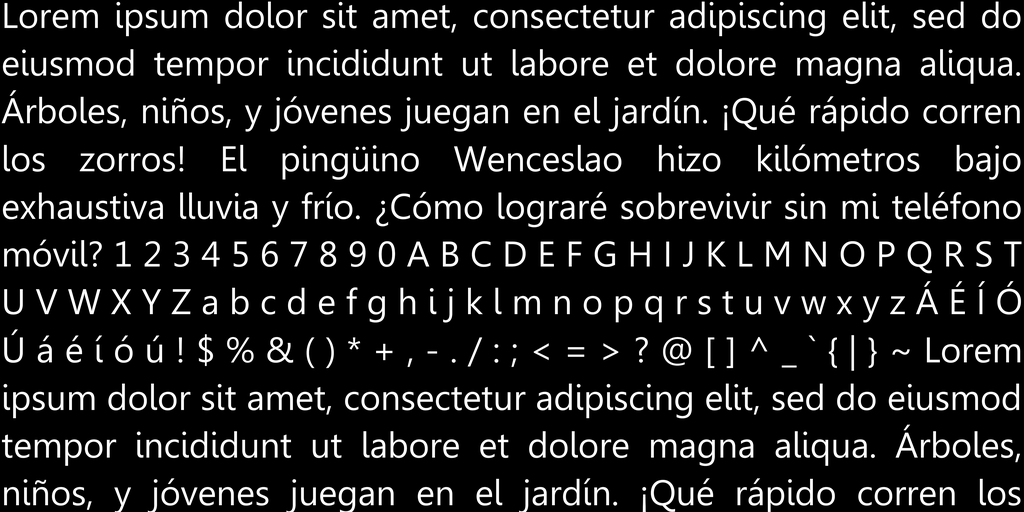 Lorem ipsum dolor sit amet, consectetur adipiscing elit, sed do
eiusmod tempor incididunt ut labore et dolore magna aliqua.
Árboles, niños, y jóvenes juegan en el jardín. ¡Qué rápido corren
los zorros! El pingüino Wenceslao hizo kilómetros bajo
exhaustiva lluvia y frío. ¿Cómo lograré sobrevivir sin mi teléfono
móvil? 1 2 3 4 5 6 7 8 9 0 A B C D E F G H I J K L M N O P Q R S T
U V W X Y Z a b c d e f g h i j k l m n o p q r s t u v w x y z Á É Í Ó
Ú á é í ó ú ! $ % & ( ) * + , - . / : ; < = > ? @ [ ] ^ _ ` { | } ~ Lorem
ipsum dolor sit amet, consectetur adipiscing elit, sed do eiusmod
tempor incididunt ut labore et dolore magna aliqua. Árboles,
niños, y jóvenes juegan en el jardín. ¡Qué rápido corren los